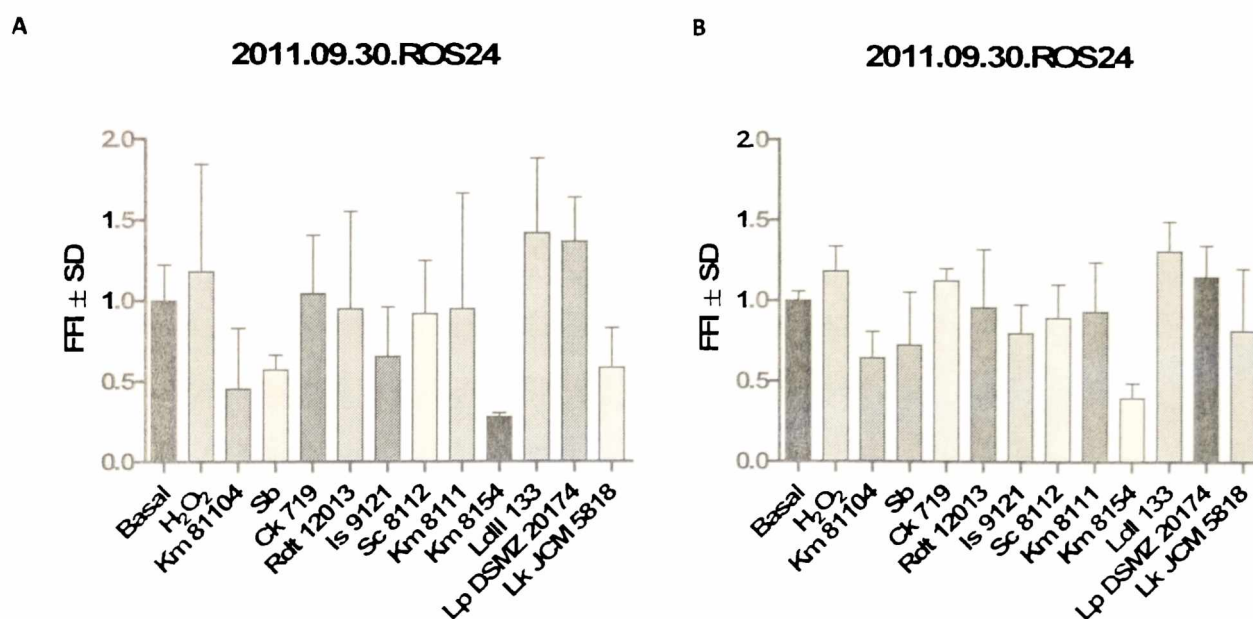 A
2011.09.30.ROS24
FFI ± SD
2.0
1.5
1.0
0.5
0.0
Basal
H₂O₂
Km 81104
Sb
Ck 719
Rdt 12013
Is 9121
Sc 8112
Km 8111
Km 8154
Ldll 133
Lp DSMZ 20174
Lk JCM 5818
B
2011.09.30.ROS24
FFI ± SD
2.0
1.5
1.0
0.5
0.0
Basal
H₂O₂
Km 81104
Sb
Ck 719
Rdt 12013
Is 9121
Sc 8112
Km 8111
Km 8154
Ldll 133
Lp DSMZ 20174
Lk JCM 5818